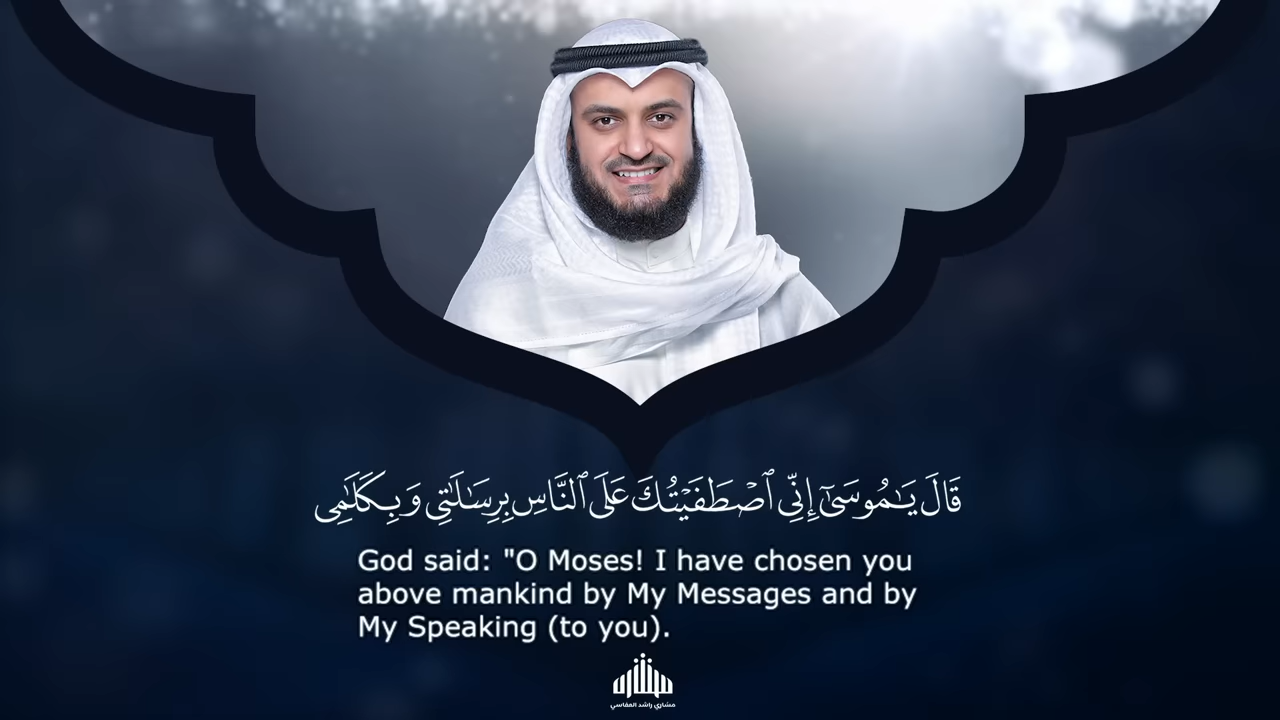 قَالَ يَـٰمُوسَىٰٓ إِنِّى ٱصْطَفَيْتُكَ عَلَى ٱلنَّاسِ بِرِسَـٰلَـٰتِى وَبِكَلَـٰمِى
God said: "O Moses! I have chosen you
above mankind by My Messages and by
My Speaking (to you).
مشاري راشد العفاسي